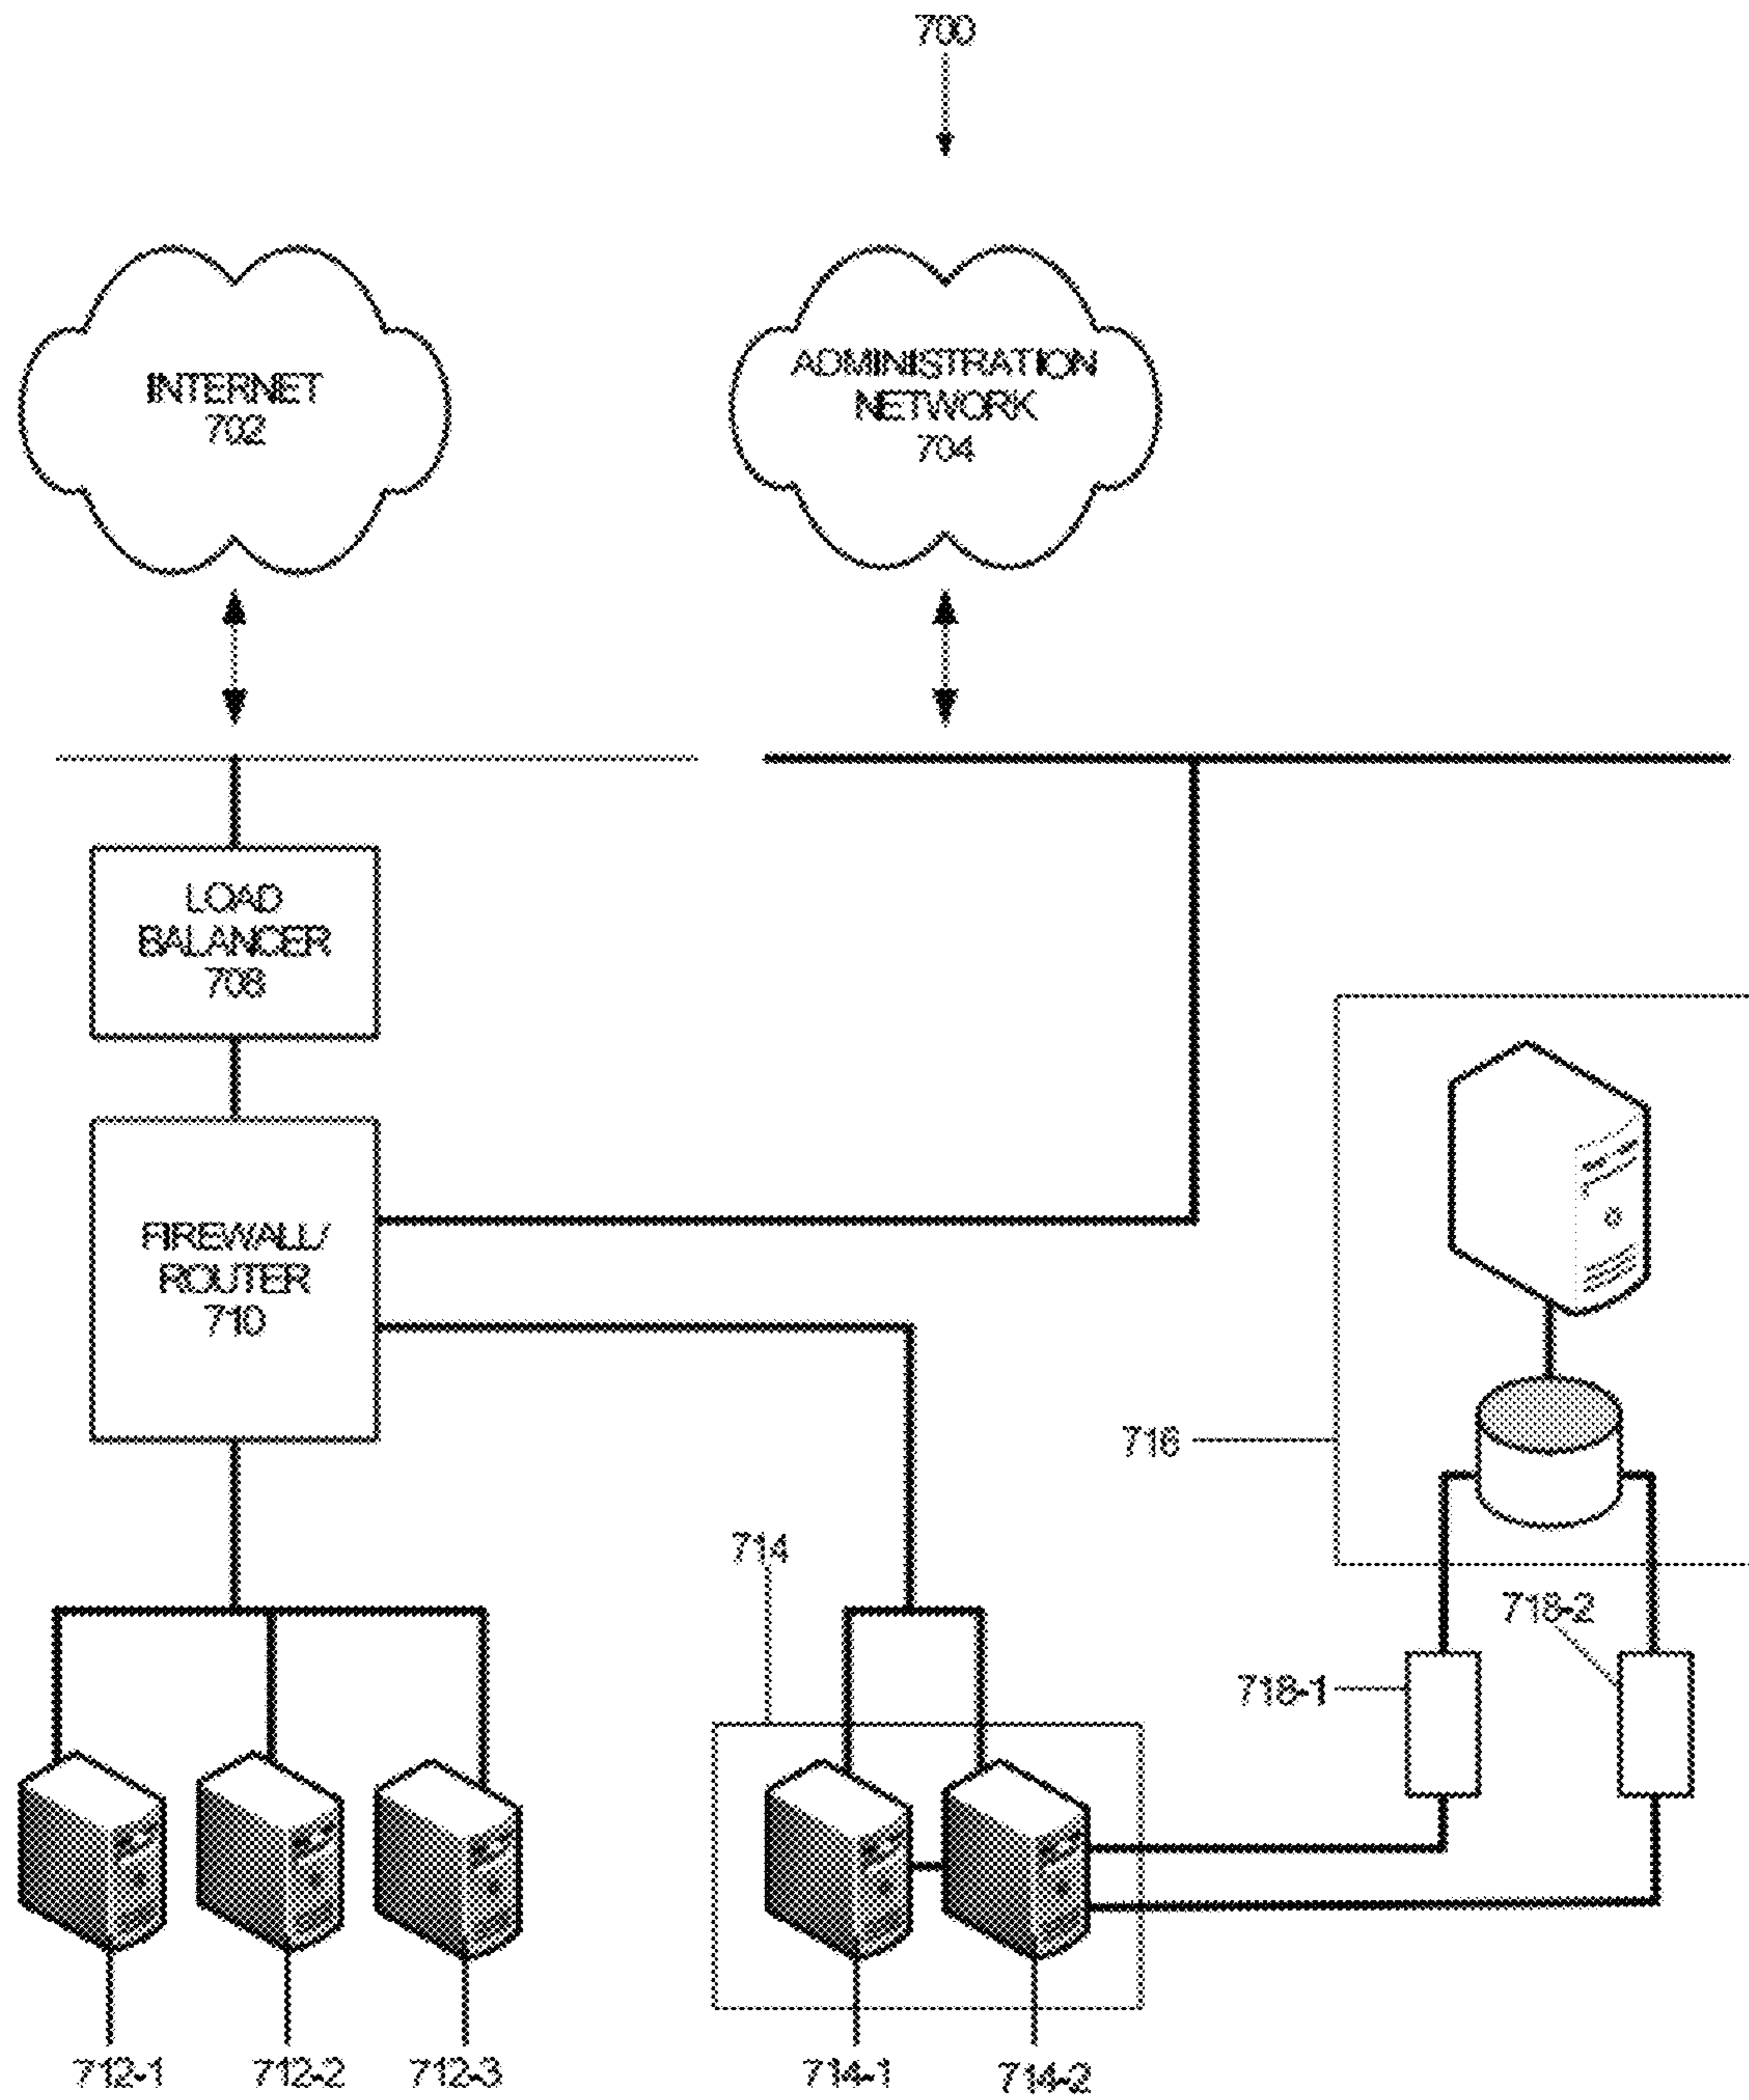 700
INTERNET
702
ADMINISTRATION
NETWORK
704
LOAD
BALANCER
708
FIREWALL/
ROUTER
710
716
714
718-2
718-1
712-1
712-2
712-3
714-1
714-2